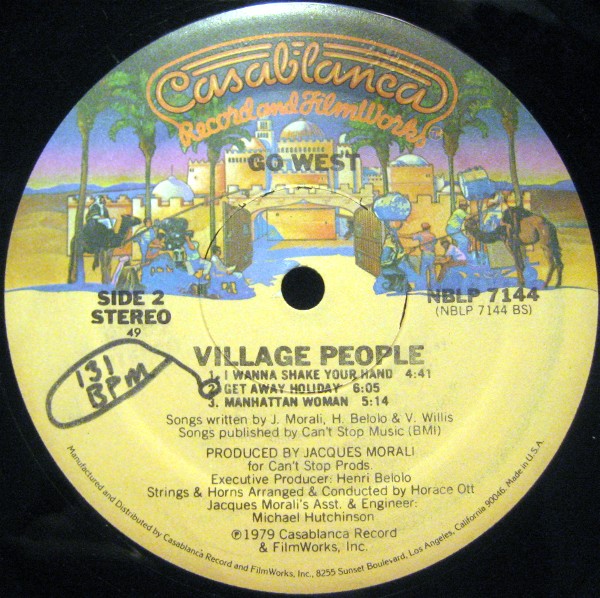 Casablanca
Record and FilmWorks
GO WEST
SIDE 2
STEREO
49
NBLP 7144
(NBLP 7144 BS)
VILLAGE PEOPLE
1. I WANNA SHAKE YOUR HAND 4:41
2. GET AWAY HOLIDAY 6:05
3. MANHATTAN WOMAN 5:14
131
BPM
Songs written by J. Morali, H. Belolo & V. Willis
Songs published by Can't Stop Music (BMI)
PRODUCED BY JACQUES MORALI
for Can't Stop Prods.
Executive Producer: Henri Belolo
Strings & Horns Arranged & Conducted by Horace Ott
Jacques Morali's Asst. & Engineer:
Michael Hutchinson
℗1979 Casablanca Record
& FilmWorks, Inc.
Manufactured and Distributed by Casablanca Record and FilmWorks, Inc., 8255 Sunset Boulevard, Los Angeles, California 90046. Made in U.S.A.